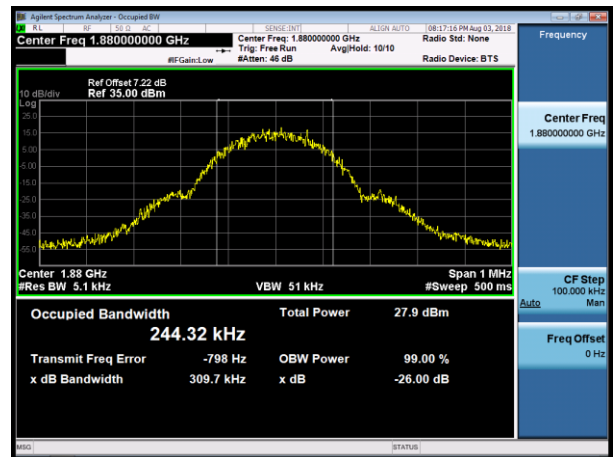 Agilent Spectrum Analyzer - Occupied BW
RL RF 50 Ω AC SENSE:INT ALIGN AUTO 08:17:16 PM Aug 03, 2018
Center Freq 1.880000000 GHz
Center Freq: 1.880000000 GHz
Radio Std: None
Trig: Free Run Avg|Hold: 10/10
#IFGain:Low
#Atten: 46 dB
Radio Device: BTS
Ref Offset 7.22 dB
10 dB/div Ref 35.00 dBm
Log
25.0
15.0
5.00
-5.00
-15.0
-25.0
-35.0
-45.0
-55.0
Center 1.88 GHz Span 1 MHz
#Res BW 5.1 kHz VBW 51 kHz #Sweep 500 ms
Occupied Bandwidth Total Power 27.9 dBm
244.32 kHz
Transmit Freq Error -798 Hz OBW Power 99.00 %
x dB Bandwidth 309.7 kHz x dB -26.00 dB
MSG STATUS
Frequency
Center Freq
1.880000000 GHz
CF Step
100.000 kHz
Auto Man
Freq Offset
0 Hz